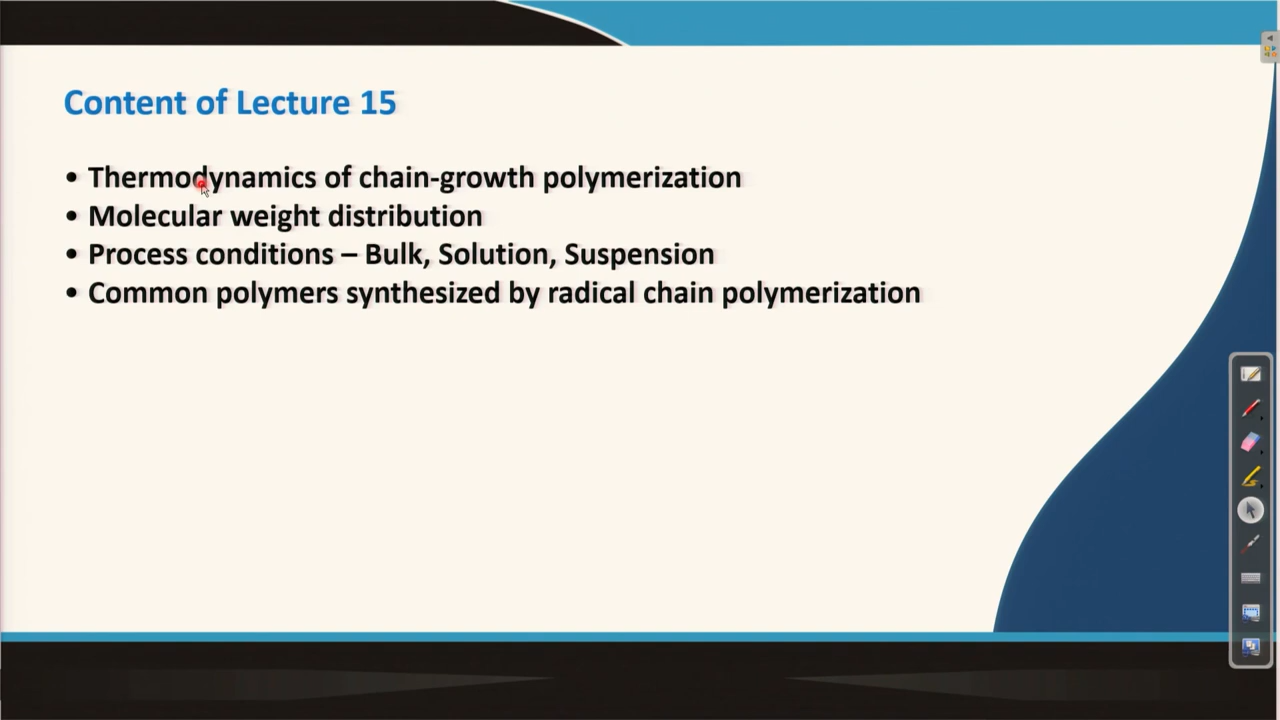 Content of Lecture 15
• Thermodynamics of chain-growth polymerization
• Molecular weight distribution
• Process conditions – Bulk, Solution, Suspension
• Common polymers synthesized by radical chain polymerization